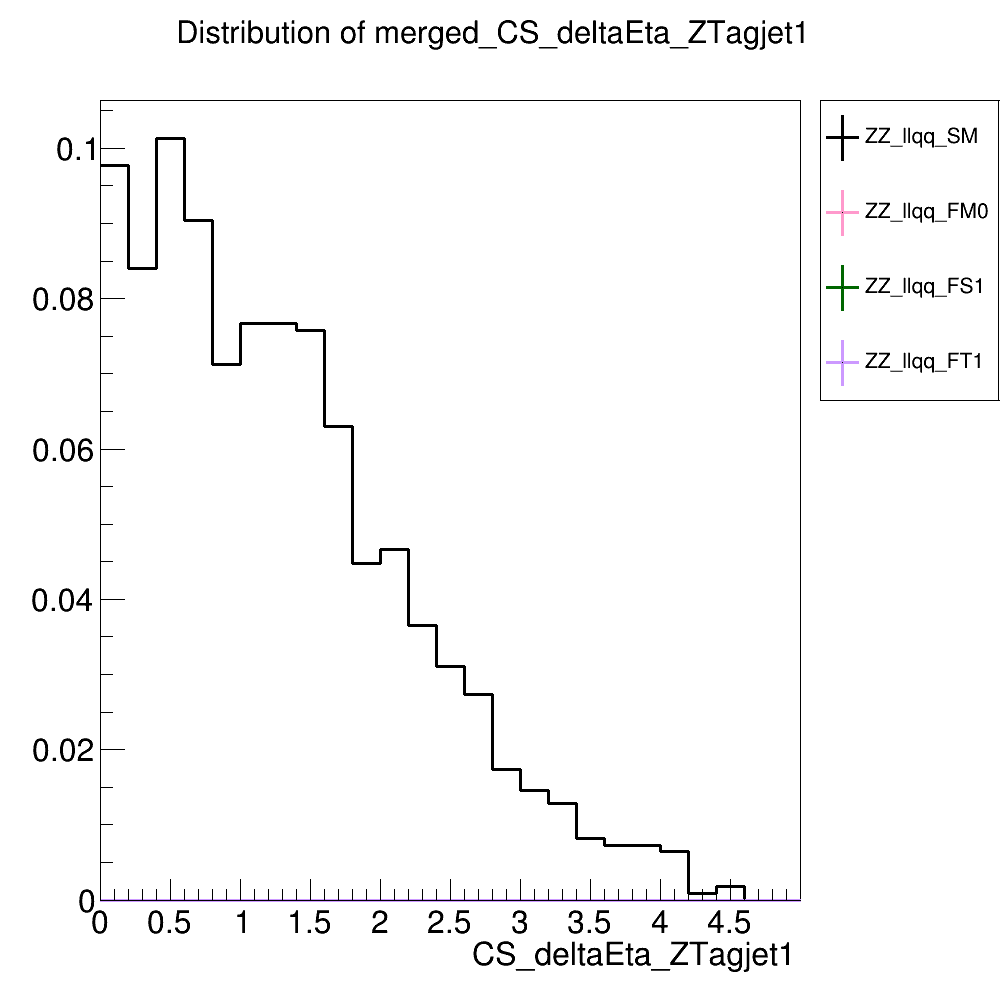 Distribution of merged_CS_deltaEta_ZTagjet1
ZZ_llqq_SM
ZZ_llqq_FM0
ZZ_llqq_FS1
ZZ_llqq_FT1
0.1
0.08
0.06
0.04
0.02
0
0 0.5 1 1.5 2 2.5 3 3.5 4 4.5
CS_deltaEta_ZTagjet1